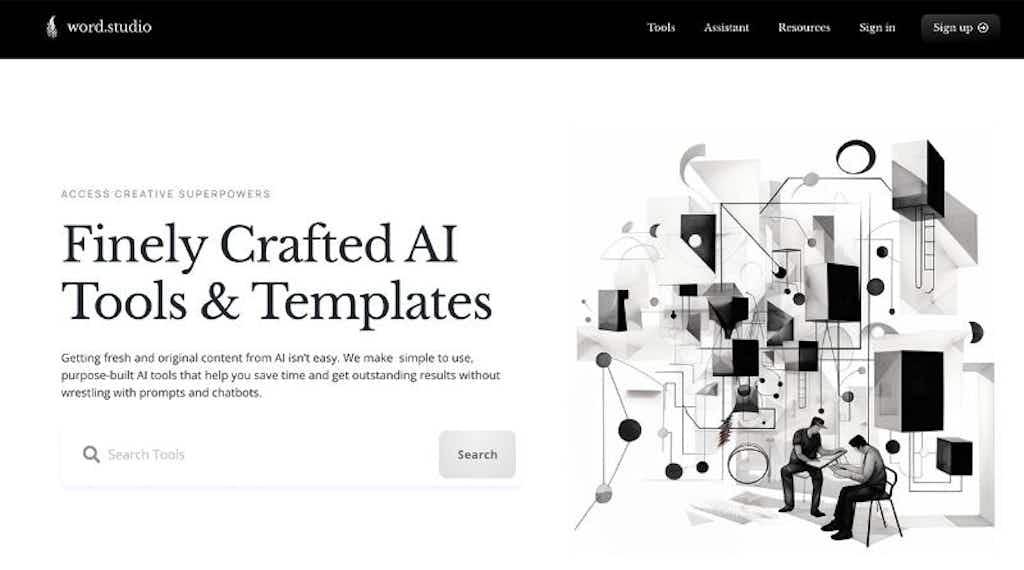 word.studio
Tools
Assistant
Resources
Sign in
Sign up
ACCESS CREATIVE SUPERPOWERS
Finely Crafted AI
Tools & Templates
Getting fresh and original content from AI isn't easy. We make simple to use,
purpose-built AI tools that help you save time and get outstanding results without
wrestling with prompts and chatbots.
Search Tools
Search